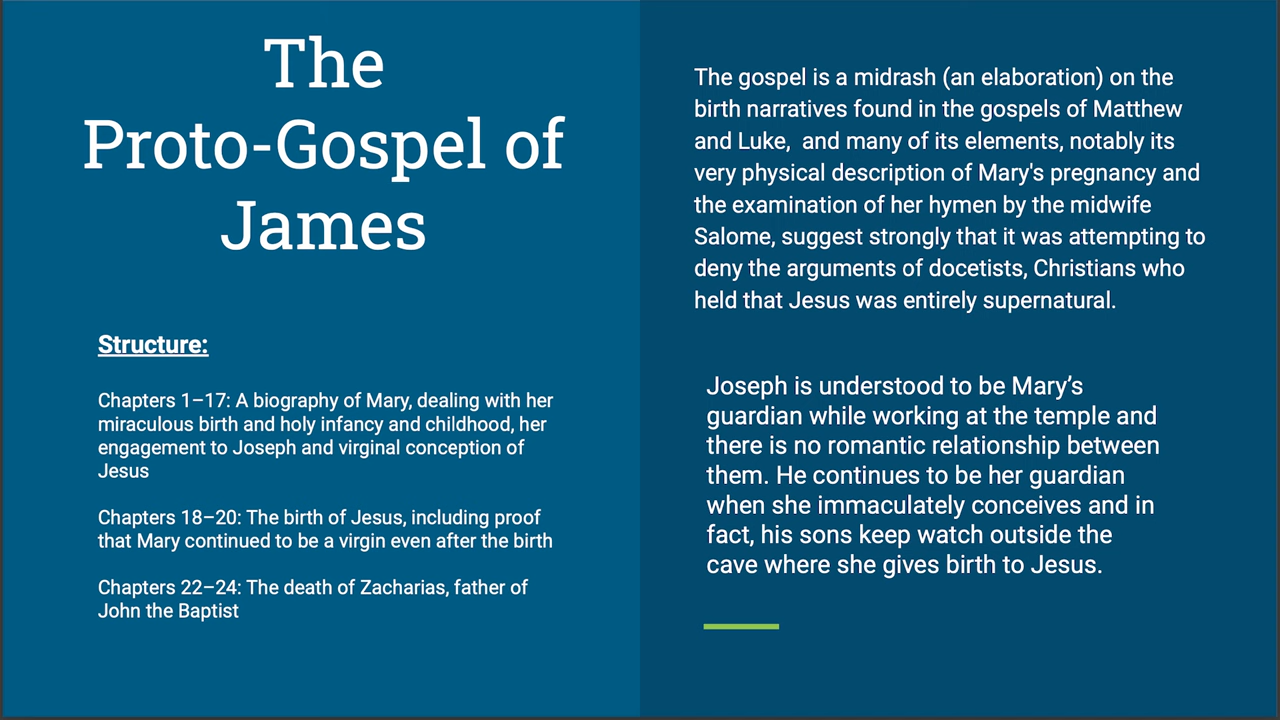 The
Proto-Gospel of
James
Structure:
Chapters 1–17: A biography of Mary, dealing with her
miraculous birth and holy infancy and childhood, her
engagement to Joseph and virginal conception of
Jesus
Chapters 18–20: The birth of Jesus, including proof
that Mary continued to be a virgin even after the birth
Chapters 22–24: The death of Zacharias, father of
John the Baptist
The gospel is a midrash (an elaboration) on the
birth narratives found in the gospels of Matthew
and Luke,  and many of its elements, notably its
very physical description of Mary's pregnancy and
the examination of her hymen by the midwife
Salome, suggest strongly that it was attempting to
deny the arguments of docetists, Christians who
held that Jesus was entirely supernatural.
Joseph is understood to be Mary’s
guardian while working at the temple and
there is no romantic relationship between
them. He continues to be her guardian
when she immaculately conceives and in
fact, his sons keep watch outside the
cave where she gives birth to Jesus.